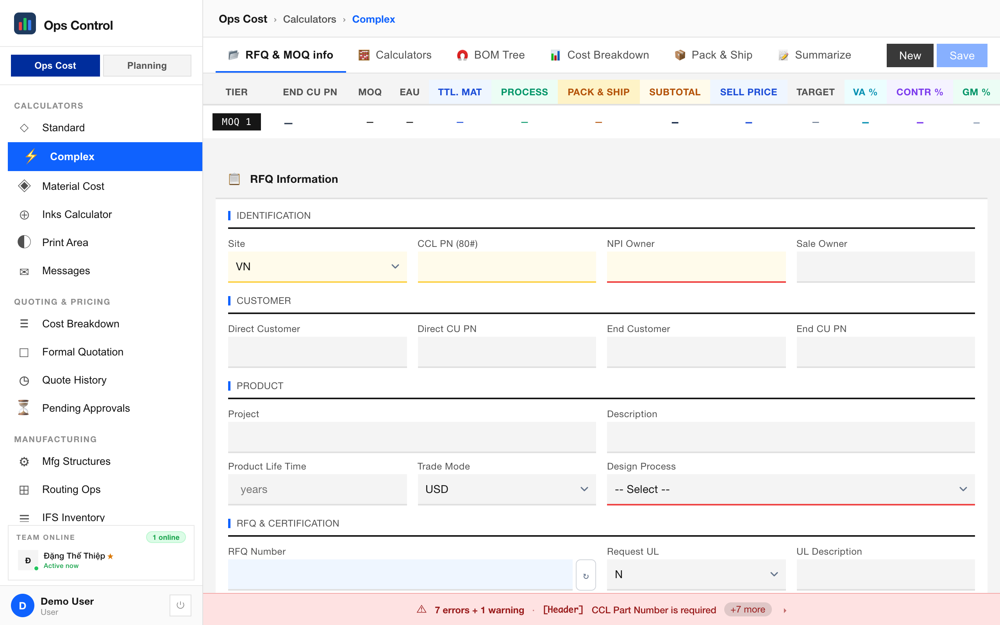 Ops Control
Ops Cost
Planning
CALCULATORS
Standard
Complex
Material Cost
Inks Calculator
Print Area
Messages
QUOTING & PRICING
Cost Breakdown
Formal Quotation
Quote History
Pending Approvals
MANUFACTURING
Mfg Structures
Routing Ops
IFS Inventory
TEAM ONLINE 1 online
Đ Đặng Thế Thiệp
Active now
D Demo User
User
Ops Cost › Calculators › Complex
RFQ & MOQ info Calculators BOM Tree Cost Breakdown Pack & Ship Summarize New Save
TIER END CU PN MOQ EAU TTL. MAT PROCESS PACK & SHIP SUBTOTAL SELL PRICE TARGET VA % CONTR % GM %
MOQ 1 – – – – – – – – – – – –
RFQ Information
IDENTIFICATION
Site CCL PN (80#) NPI Owner Sale Owner
VN
CUSTOMER
Direct Customer Direct CU PN End Customer End CU PN
PRODUCT
Project Description
Product Life Time Trade Mode Design Process
years USD -- Select --
RFQ & CERTIFICATION
RFQ Number Request UL UL Description
N
7 errors + 1 warning · [Header] CCL Part Number is required +7 more